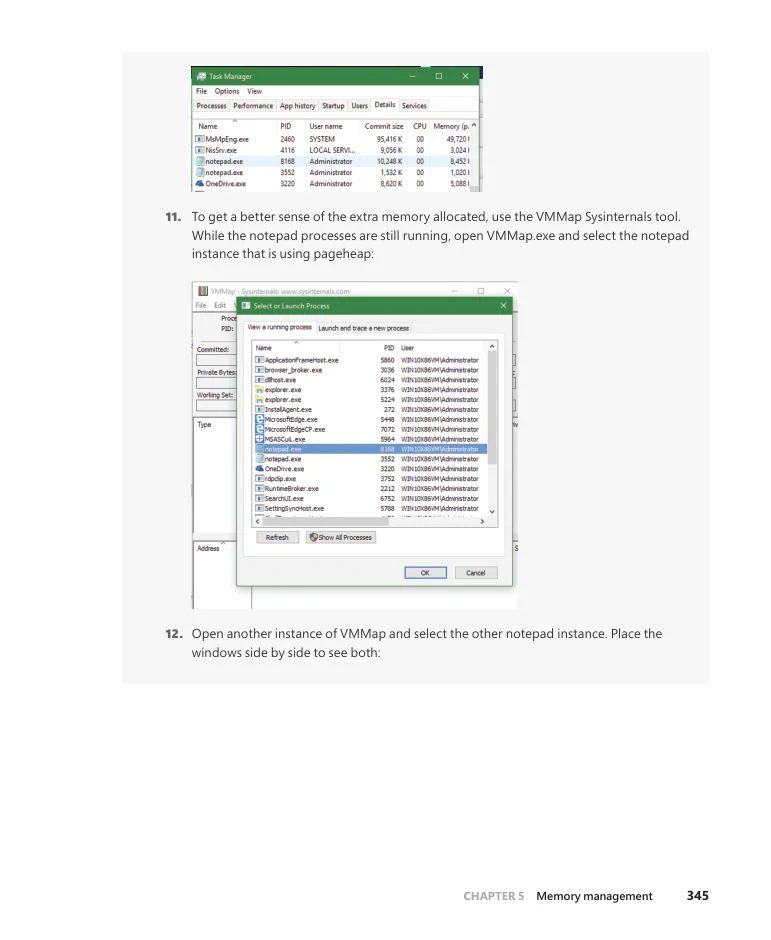 Task Manager
File Options View
Processes Performance App history Startup Users Details Services
Name PID User name Commit size CPU Memory (p.
MsMpEng.exe 2460 SYSTEM 95,416 K 00 49,720
NisSrv.exe 4116 LOCAL SERVI... 9,056 K 00 3,024
notepad.exe 8168 Administrator 10,248 K 00 8,452
notepad.exe 3552 Administrator 1,532 K 00 1,020
OneDrive.exe 3220 Administrator 8,620 K 00 5,088
11. To get a better sense of the extra memory allocated, use the VMMap Sysinternals tool.
While the notepad processes are still running, open VMMap.exe and select the notepad
instance that is using pageheap:
VMMap - Sysinternals: www.sysinternals.com
File Edit
Select or Launch Process
Proce
PID:
View a running process Launch and trace a new process
Committed:
Private Bytes:
Working Set:
Type
Address
Name PID User
ApplicationFrameHost.exe 5860 WIN10X86VM\Administrator
browser_broker.exe 3036 WIN10X86VM\Administrator
dllhost.exe 6024 WIN10X86VM\Administrator
explorer.exe 3376 WIN10X86VM\Administrator
explorer.exe 5224 WIN10X86VM\Administrator
InstallAgent.exe 272 WIN10X86VM\Administrator
MicrosoftEdge.exe 5448 WIN10X86VM\Administrator
MicrosoftEdgeCP.exe 7072 WIN10X86VM\Administrator
MSASCuiL.exe 5964 WIN10X86VM\Administrator
notepad.exe 8168 WIN10X86VM\Administrator
notepad.exe 3552 WIN10X86VM\Administrator
OneDrive.exe 3220 WIN10X86VM\Administrator
rdpclip.exe 3752 WIN10X86VM\Administrator
RuntimeBroker.exe 2212 WIN10X86VM\Administrator
SearchUI.exe 6752 WIN10X86VM\Administrator
SettingSyncHost.exe 5788 WIN10X86VM\Administrator
Refresh Show All Processes
OK Cancel
12. Open another instance of VMMap and select the other notepad instance. Place the
windows side by side to see both:
CHAPTER 5 Memory management 345